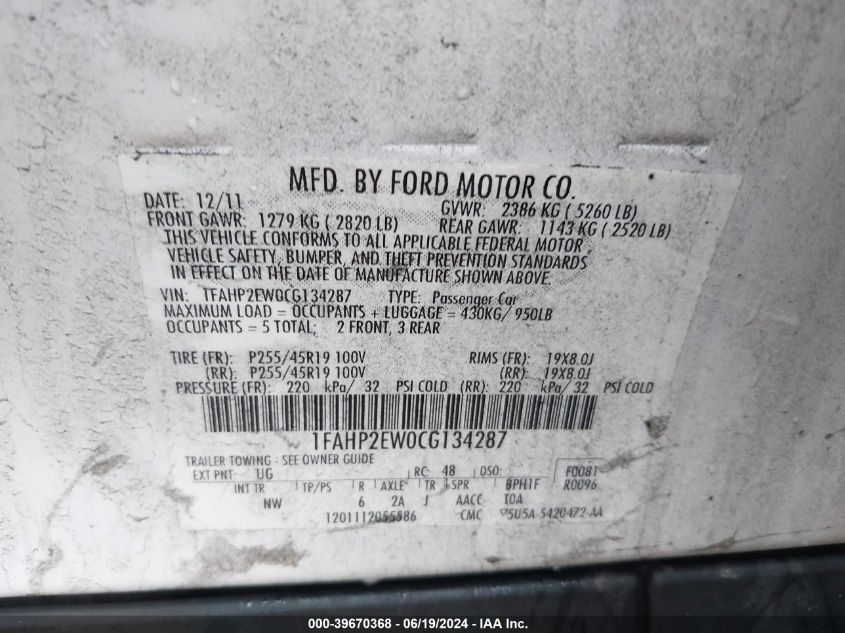 MFD. BY FORD MOTOR CO.
DATE: 12/11 GVWR: 2386 KG ( 5260 LB)
FRONT GAWR: 1279 KG ( 2820 LB) REAR GAWR: 1143 KG ( 2520 LB)
THIS VEHICLE CONFORMS TO ALL APPLICABLE FEDERAL MOTOR
VEHICLE SAFETY, BUMPER, AND THEFT PREVENTION STANDARDS
IN EFFECT ON THE DATE OF MANUFACTURE SHOWN ABOVE.
VIN: 1FAHP2EW0CG134287 TYPE: Passenger Car
MAXIMUM LOAD = OCCUPANTS + LUGGAGE = 430KG/ 950LB
OCCUPANTS = 5 TOTAL; 2 FRONT, 3 REAR
TIRE (FR): P255/45R19 100V RIMS (FR): 19X8.0J
(RR): P255/45R19 100V (RR): 19X8.0J
PRESSURE (FR): 220 kPa/ 32 PSI COLD (RR): 220 kPa/ 32 PSI COLD
1FAHP2EW0CG134287
TRAILER TOWING - SEE OWNER GUIDE
EXT PNT: UG RC: 48 DSO: F0081
INT TR TP/PS R AXLE TR SPR BPH1F R0096
NW 6 2A J AACC TOA
1201112055586 CMC 5U5A-5420472-AA
000-39670368 - 06/19/2024 - IAA Inc.